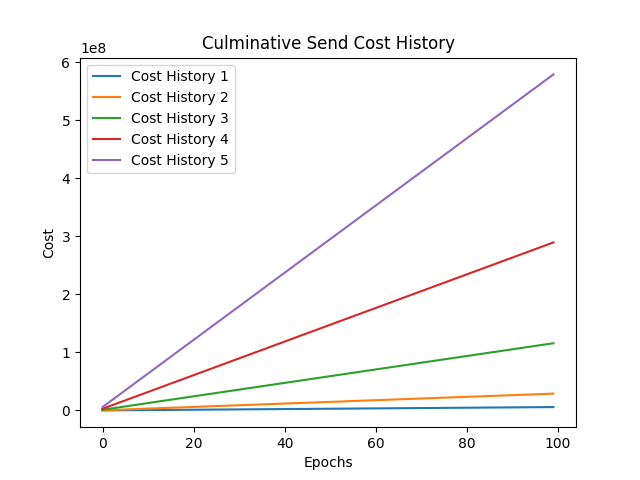 Culminative Send Cost History
1e8
6
5
4
3
2
1
0
Cost
Cost History 1
Cost History 2
Cost History 3
Cost History 4
Cost History 5
0 20 40 60 80 100
Epochs